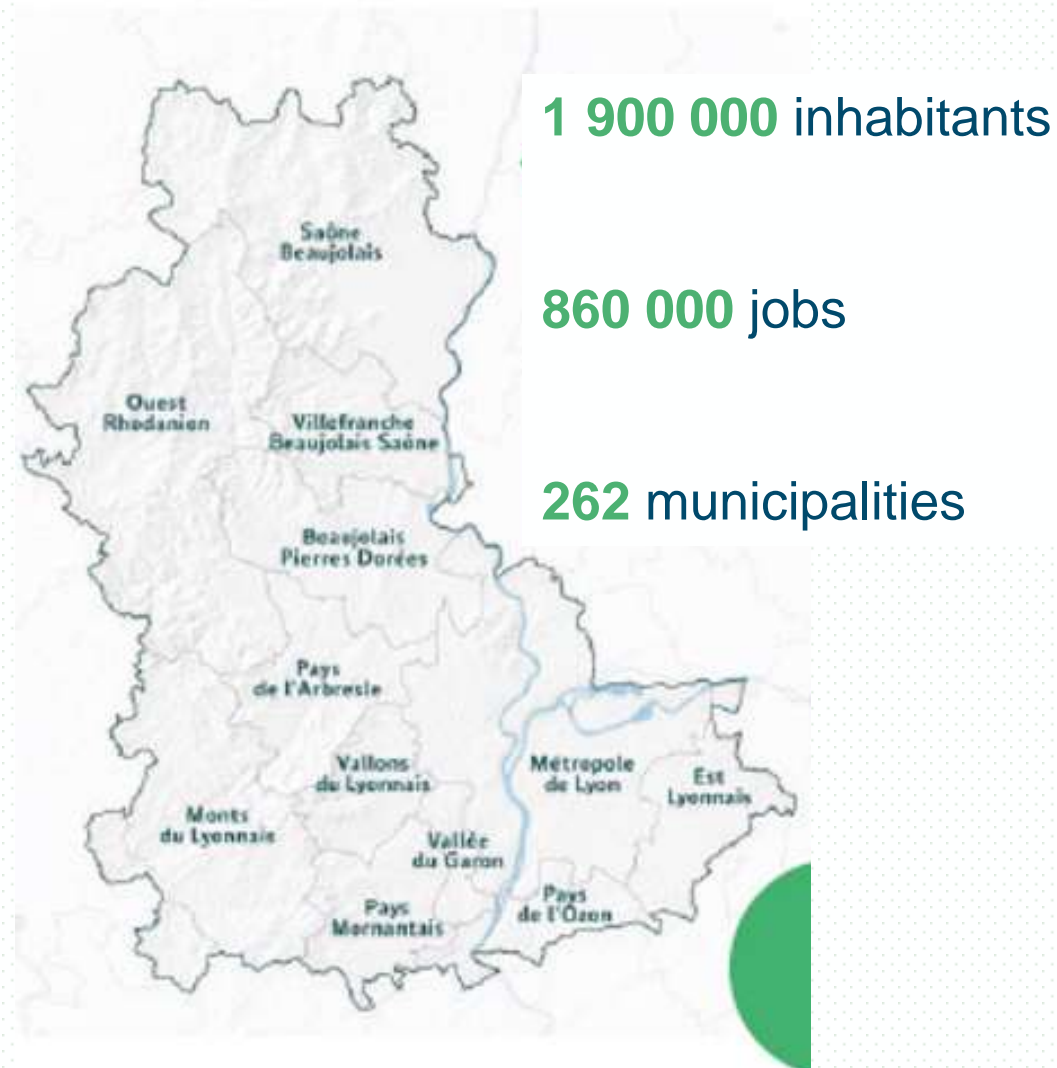 1 900 000 inhabitants
Saône
Beaujolais
860 000 jobs
Ouest
Rhodanien
Villefranche
Beaujolais Saône
262 municipalities
Beaujolais
Pierres Dorées
Pays
de l'Arbresle
Vallons
du Lyonnais
Métropole
de Lyon
Est
Lyonnais
Monts
du Lyonnais
Vallée
du Garon
Pays
Mornantais
Pays
de l'Ozon